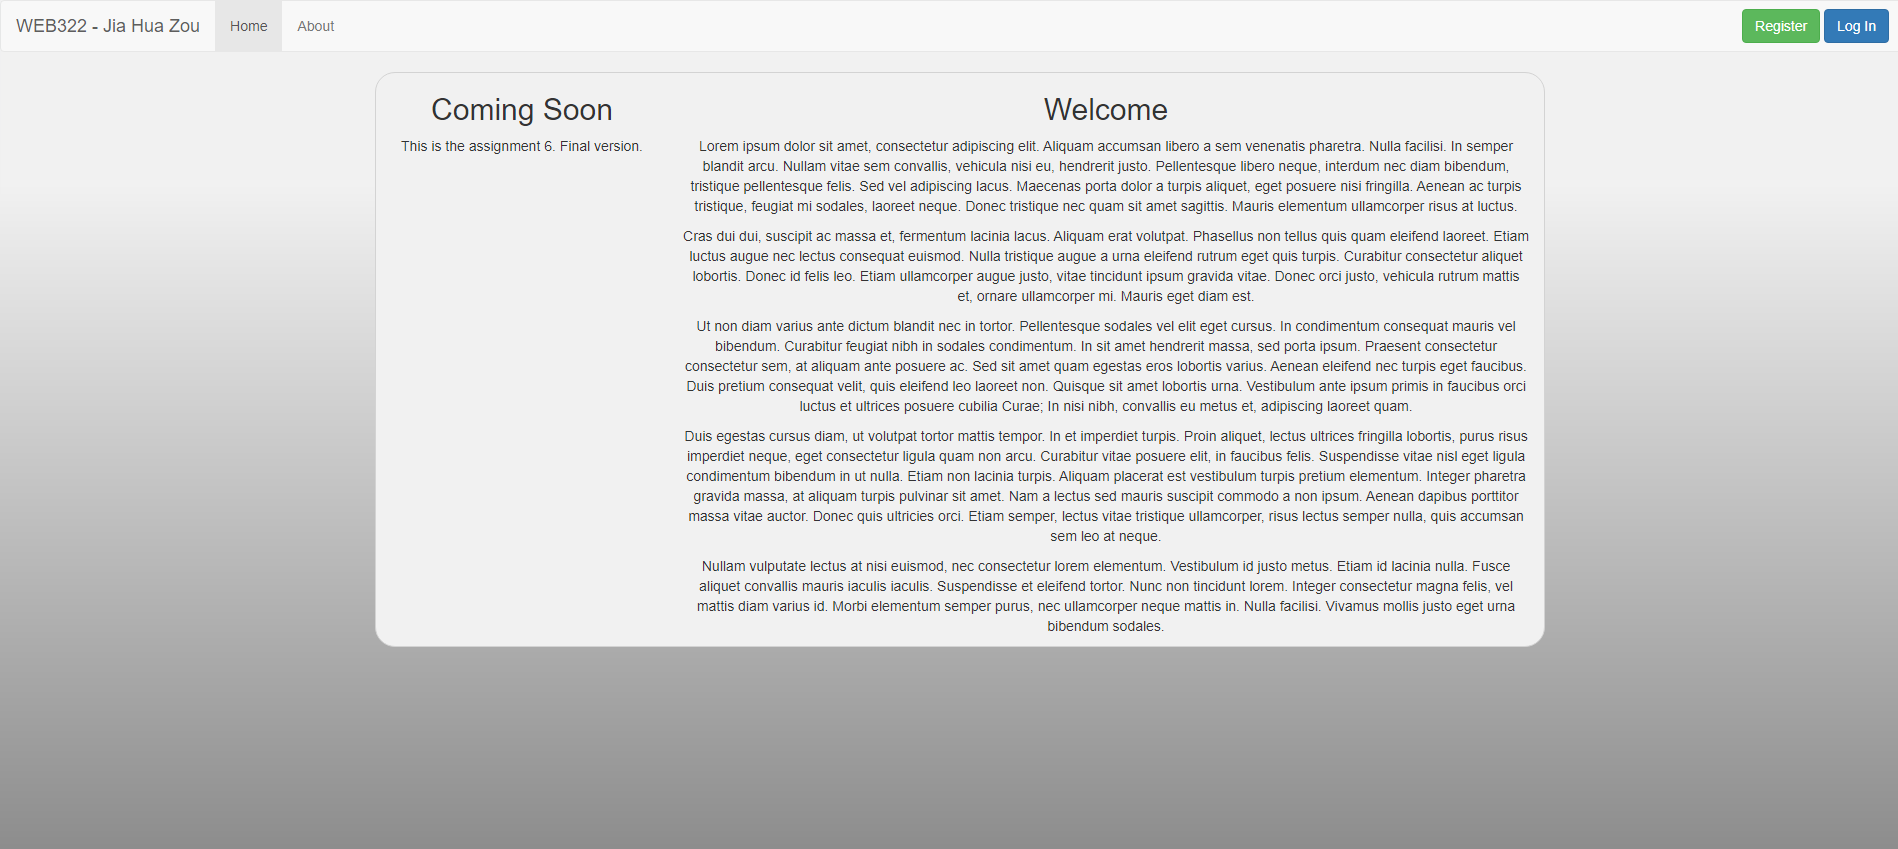 WEB322 - Jia Hua Zou Home About Register Log In
Coming Soon
This is the assignment 6. Final version.
Welcome
Lorem ipsum dolor sit amet, consectetur adipiscing elit. Aliquam accumsan libero a sem venenatis pharetra. Nulla facilisi. In semper
blandit arcu. Nullam vitae sem convallis, vehicula nisi eu, hendrerit justo. Pellentesque libero neque, interdum nec diam bibendum,
tristique pellentesque felis. Sed vel adipiscing lacus. Maecenas porta dolor a turpis aliquet, eget posuere nisi fringilla. Aenean ac turpis
tristique, feugiat mi sodales, laoreet neque. Donec tristique nec quam sit amet sagittis. Mauris elementum ullamcorper risus at luctus.
Cras dui dui, suscipit ac massa et, fermentum lacinia lacus. Aliquam erat volutpat. Phasellus non tellus quis quam eleifend laoreet. Etiam
luctus augue nec lectus consequat euismod. Nulla tristique augue a urna eleifend rutrum eget quis turpis. Curabitur consectetur aliquet
lobortis. Donec id felis leo. Etiam ullamcorper augue justo, vitae tincidunt ipsum gravida vitae. Donec orci justo, vehicula rutrum mattis
et, ornare ullamcorper mi. Mauris eget diam est.
Ut non diam varius ante dictum blandit nec in tortor. Pellentesque sodales vel elit eget cursus. In condimentum consequat mauris vel
bibendum. Curabitur feugiat nibh in sodales condimentum. In sit amet hendrerit massa, sed porta ipsum. Praesent consectetur
consectetur sem, at aliquam ante posuere ac. Sed sit amet quam egestas eros lobortis varius. Aenean eleifend nec turpis eget faucibus.
Duis pretium consequat velit, quis eleifend leo laoreet non. Quisque sit amet lobortis urna. Vestibulum ante ipsum primis in faucibus orci
luctus et ultrices posuere cubilia Curae; In nisi nibh, convallis eu metus et, adipiscing laoreet quam.
Duis egestas cursus diam, ut volutpat tortor mattis tempor. In et imperdiet turpis. Proin aliquet, lectus ultrices fringilla lobortis, purus risus
imperdiet neque, eget consectetur ligula quam non arcu. Curabitur vitae posuere elit, in faucibus felis. Suspendisse vitae nisl eget ligula
condimentum bibendum in ut nulla. Etiam non lacinia turpis. Aliquam placerat est vestibulum turpis pretium elementum. Integer pharetra
gravida massa, at aliquam turpis pulvinar sit amet. Nam a lectus sed mauris suscipit commodo a non ipsum. Aenean dapibus porttitor
massa vitae auctor. Donec quis ultricies orci. Etiam semper, lectus vitae tristique ullamcorper, risus lectus semper nulla, quis accumsan
sem leo at neque.
Nullam vulputate lectus at nisi euismod, nec consectetur lorem elementum. Vestibulum id justo metus. Etiam id lacinia nulla. Fusce
aliquet convallis mauris iaculis iaculis. Suspendisse et eleifend tortor. Nunc non tincidunt lorem. Integer consectetur magna felis, vel
mattis diam varius id. Morbi elementum semper purus, nec ullamcorper neque mattis in. Nulla facilisi. Vivamus mollis justo eget urna
bibendum sodales.